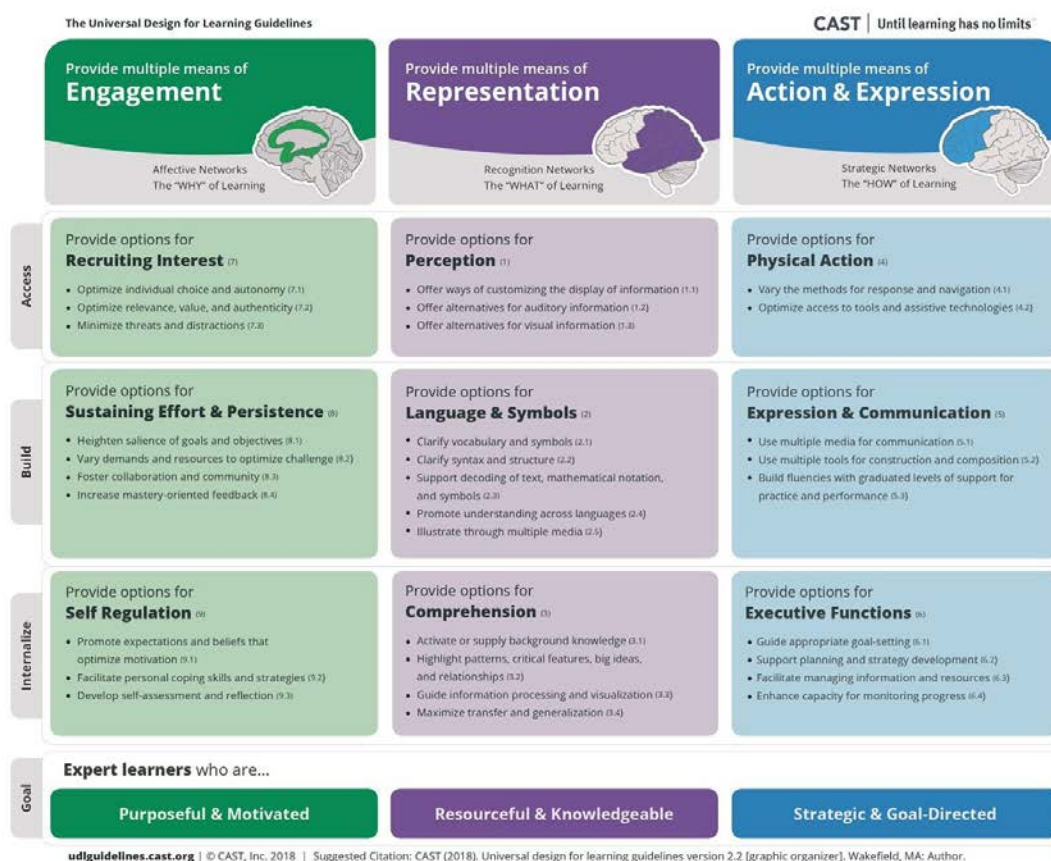 The Universal Design for Learning Guidelines
CAST | Until learning has no limits
Provide multiple means of
Engagement
Affective Networks
The "WHY" of Learning
Provide multiple means of
Representation
Recognition Networks
The "WHAT" of Learning
Provide multiple means of
Action & Expression
Strategic Networks
The "HOW" of Learning
Access
Provide options for
Recruiting Interest (7)
• Optimize individual choice and autonomy (7.1)
• Optimize relevance, value, and authenticity (7.2)
• Minimize threats and distractions (7.3)
Provide options for
Perception (1)
• Offer ways of customizing the display of information (1.1)
• Offer alternatives for auditory information (1.2)
• Offer alternatives for visual information (1.3)
Provide options for
Physical Action (4)
• Vary the methods for response and navigation (4.1)
• Optimize access to tools and assistive technologies (4.2)
Build
Provide options for
Sustaining Effort & Persistence (8)
• Heighten salience of goals and objectives (8.1)
• Vary demands and resources to optimize challenge (8.2)
• Foster collaboration and community (8.3)
• Increase mastery-oriented feedback (8.4)
Provide options for
Language & Symbols (2)
• Clarify vocabulary and symbols (2.1)
• Clarify syntax and structure (2.2)
• Support decoding of text, mathematical notation,
and symbols (2.3)
• Promote understanding across languages (2.4)
• Illustrate through multiple media (2.5)
Provide options for
Expression & Communication (5)
• Use multiple media for communication (5.1)
• Use multiple tools for construction and composition (5.2)
• Build fluencies with graduated levels of support for
practice and performance (5.3)
Internalize
Provide options for
Self Regulation (9)
• Promote expectations and beliefs that
optimize motivation (9.1)
• Facilitate personal coping skills and strategies (9.2)
• Develop self-assessment and reflection (9.3)
Provide options for
Comprehension (3)
• Activate or supply background knowledge (3.1)
• Highlight patterns, critical features, big ideas,
and relationships (3.2)
• Guide information processing and visualization (3.3)
• Maximize transfer and generalization (3.4)
Provide options for
Executive Functions (6)
• Guide appropriate goal-setting (6.1)
• Support planning and strategy development (6.2)
• Facilitate managing information and resources (6.3)
• Enhance capacity for monitoring progress (6.4)
Goal
Expert learners who are...
Purposeful & Motivated
Resourceful & Knowledgeable
Strategic & Goal-Directed
udlguidelines.cast.org | © CAST, Inc. 2018 | Suggested Citation: CAST (2018). Universal design for learning guidelines version 2.2 [graphic organizer]. Wakefield, MA: Author.